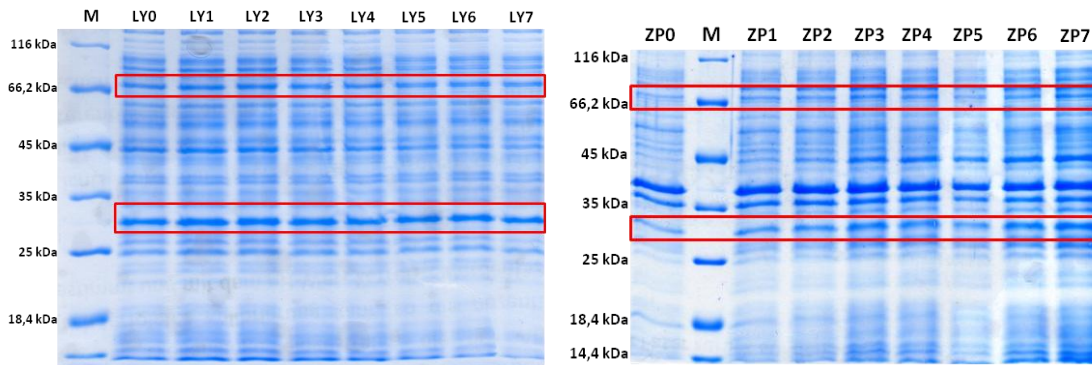 M LY0 LY1 LY2 LY3 LY4 LY5 LY6 LY7
116 kDa
66,2 kDa
45 kDa
35 kDa
25 kDa
18,4 kDa
ZP0 M ZP1 ZP2 ZP3 ZP4 ZP5 ZP6 ZP7
116 kDa
66,2 kDa
45 kDa
35 kDa
25 kDa
18,4 kDa
14,4 kDa